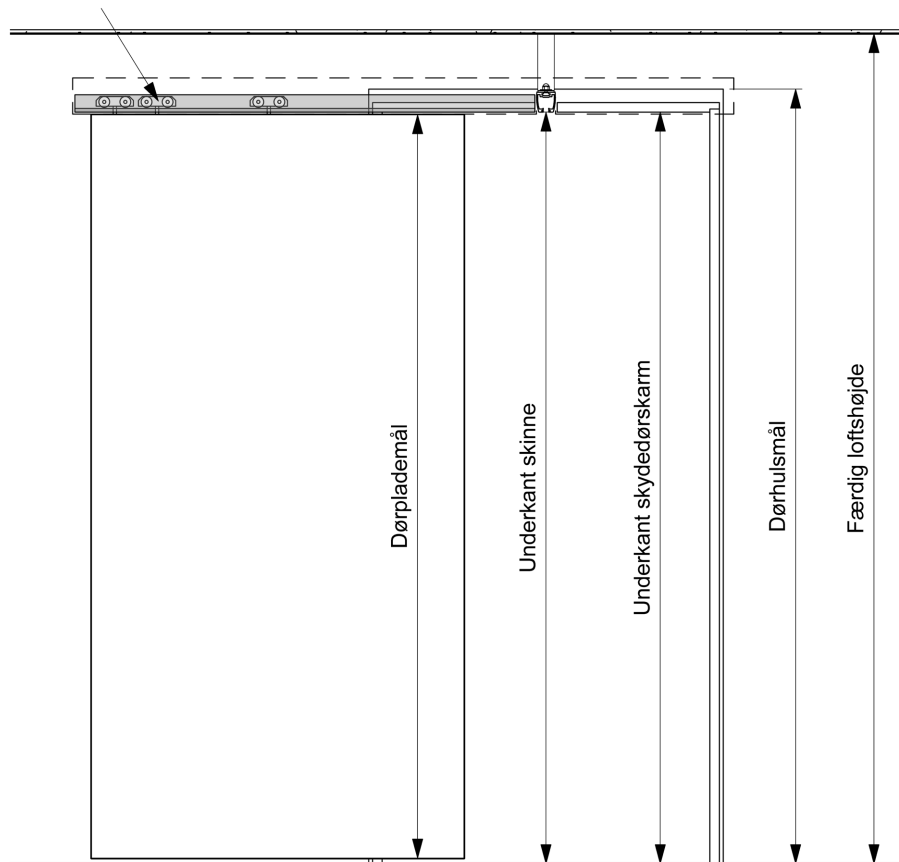 Dørplademål
Underkant skinne
Underkant skydedørskarm
Dørhulsmål
Færdig loftshøjde